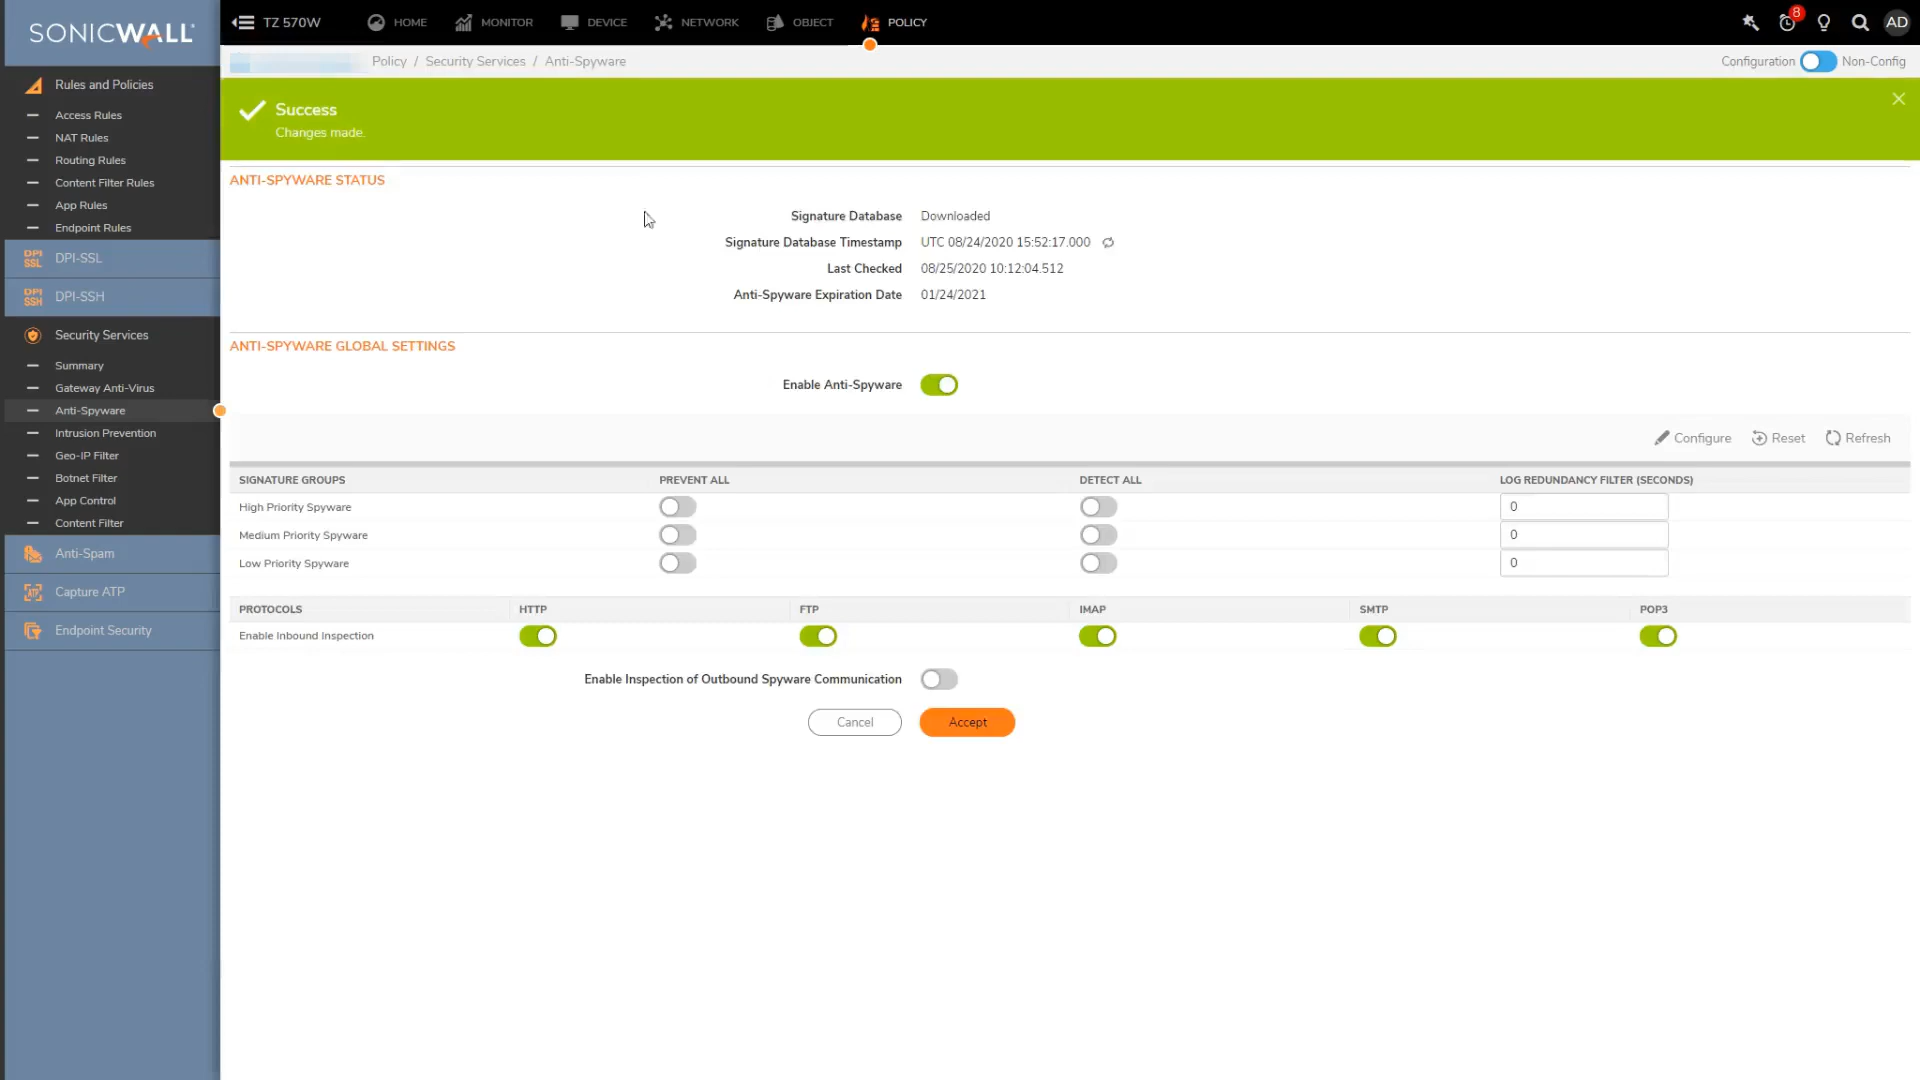 SONICWALL
TZ 570W HOME MONITOR DEVICE NETWORK OBJECT POLICY 8 AD
Policy / Security Services / Anti-Spyware Configuration Non-Config
Success
Changes made.
Rules and Policies
Access Rules
NAT Rules
Routing Rules
Content Filter Rules
App Rules
Endpoint Rules
DPI SSL DPI-SSL
DPI SSH DPI-SSH
Security Services
Summary
Gateway Anti-Virus
Anti-Spyware
Intrusion Prevention
Geo-IP Filter
Botnet Filter
App Control
Content Filter
Anti-Spam
ATP Capture ATP
Endpoint Security
ANTI-SPYWARE STATUS
Signature Database Downloaded
Signature Database Timestamp UTC 08/24/2020 15:52:17.000
Last Checked 08/25/2020 10:12:04.512
Anti-Spyware Expiration Date 01/24/2021
ANTI-SPYWARE GLOBAL SETTINGS
Enable Anti-Spyware
Configure Reset Refresh
SIGNATURE GROUPS PREVENT ALL DETECT ALL LOG REDUNDANCY FILTER (SECONDS)
High Priority Spyware 0
Medium Priority Spyware 0
Low Priority Spyware 0
PROTOCOLS HTTP FTP IMAP SMTP POP3
Enable Inbound Inspection
Enable Inspection of Outbound Spyware Communication
Cancel Accept